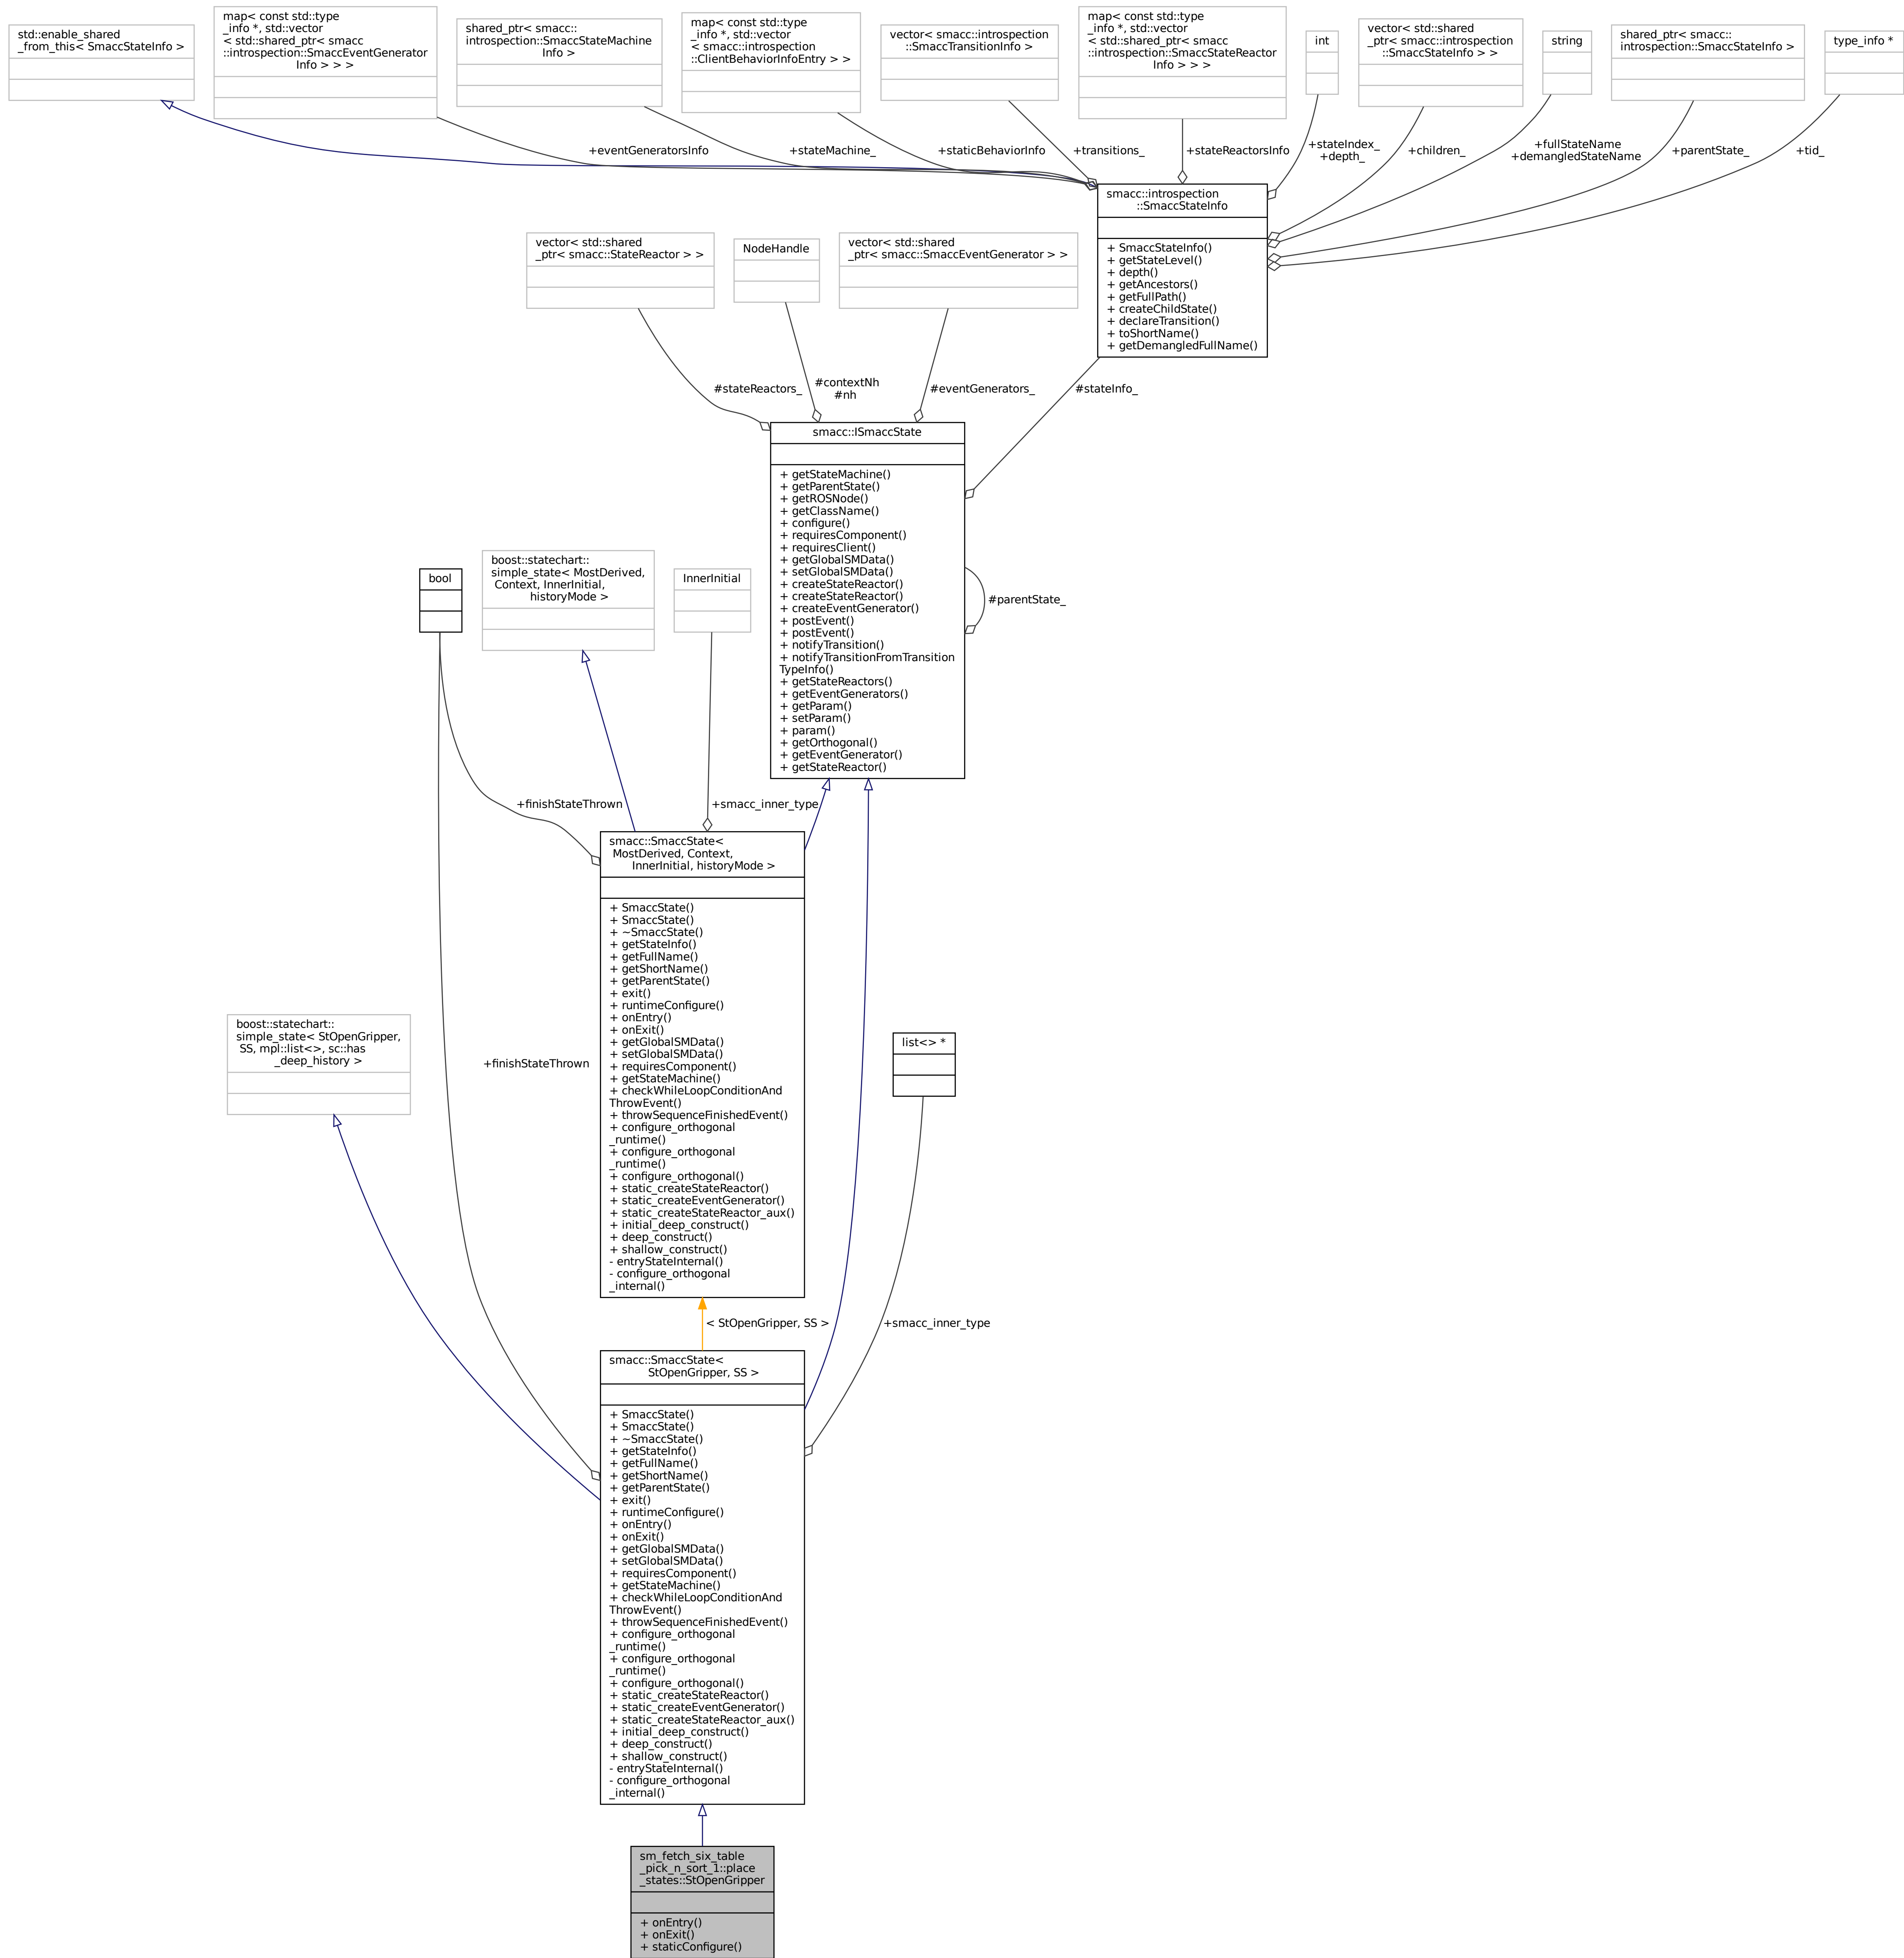 std::enable_shared
_from_this< SmaccStateInfo >
map< const std::type
_info *, std::vector
< std::shared_ptr< smacc
::introspection::SmaccEventGenerator
Info > > >
shared_ptr< smacc::
introspection::SmaccStateMachine
Info >
map< const std::type
_info *, std::vector
< smacc::introspection
::ClientBehaviorInfoEntry > >
vector< smacc::introspection
::SmaccTransitionInfo >
map< const std::type
_info *, std::vector
< std::shared_ptr< smacc
::introspection::SmaccStateReactor
Info > > >
int
vector< std::shared
_ptr< smacc::introspection
::SmaccStateInfo > >
string
shared_ptr< smacc::
introspection::SmaccStateInfo >
type_info *
+eventGeneratorsInfo
+stateMachine_
+staticBehaviorInfo
+transitions_
+stateReactorsInfo
+stateIndex_
+depth_
+children_
+fullStateName
+demangledStateName
+parentState_
+tid_
smacc::introspection
::SmaccStateInfo
+ SmaccStateInfo()
+ getStateLevel()
+ depth()
+ getAncestors()
+ getFullPath()
+ createChildState()
+ declareTransition()
+ toShortName()
+ getDemangledFullName()
vector< std::shared
_ptr< smacc::StateReactor > >
NodeHandle
vector< std::shared
_ptr< smacc::SmaccEventGenerator > >
#stateReactors_
#contextNh
#nh
#eventGenerators_
#stateInfo_
smacc::ISmaccState
+ getStateMachine()
+ getParentState()
+ getROSNode()
+ getClassName()
+ configure()
+ requiresComponent()
+ requiresClient()
+ getGlobalSMData()
+ setGlobalSMData()
+ createStateReactor()
+ createStateReactor()
+ createEventGenerator()
+ postEvent()
+ postEvent()
+ notifyTransition()
+ notifyTransitionFromTransition
TypeInfo()
+ getStateReactors()
+ getEventGenerators()
+ getParam()
+ setParam()
+ param()
+ getOrthogonal()
+ getEventGenerator()
+ getStateReactor()
#parentState_
bool
boost::statechart::
simple_state< MostDerived,
Context, InnerInitial,
historyMode >
InnerInitial
+finishStateThrown
+smacc_inner_type
smacc::SmaccState<
MostDerived, Context,
InnerInitial, historyMode >
+ SmaccState()
+ SmaccState()
+ ~SmaccState()
+ getStateInfo()
+ getFullName()
+ getShortName()
+ getParentState()
+ exit()
+ runtimeConfigure()
+ onEntry()
+ onExit()
+ getGlobalSMData()
+ setGlobalSMData()
+ requiresComponent()
+ getStateMachine()
+ checkWhileLoopConditionAnd
ThrowEvent()
+ throwSequenceFinishedEvent()
+ configure_orthogonal
_runtime()
+ configure_orthogonal
_runtime()
+ configure_orthogonal()
+ static_createStateReactor()
+ static_createEventGenerator()
+ static_createStateReactor_aux()
+ initial_deep_construct()
+ deep_construct()
+ shallow_construct()
- entryStateInternal()
- configure_orthogonal
_internal()
boost::statechart::
simple_state< StOpenGripper,
SS, mpl::list<>, sc::has
_deep_history >
+finishStateThrown
list<> *
< StOpenGripper, SS >
+smacc_inner_type
smacc::SmaccState<
StOpenGripper, SS >
+ SmaccState()
+ SmaccState()
+ ~SmaccState()
+ getStateInfo()
+ getFullName()
+ getShortName()
+ getParentState()
+ exit()
+ runtimeConfigure()
+ onEntry()
+ onExit()
+ getGlobalSMData()
+ setGlobalSMData()
+ requiresComponent()
+ getStateMachine()
+ checkWhileLoopConditionAnd
ThrowEvent()
+ throwSequenceFinishedEvent()
+ configure_orthogonal
_runtime()
+ configure_orthogonal
_runtime()
+ configure_orthogonal()
+ static_createStateReactor()
+ static_createEventGenerator()
+ static_createStateReactor_aux()
+ initial_deep_construct()
+ deep_construct()
+ shallow_construct()
- entryStateInternal()
- configure_orthogonal
_internal()
sm_fetch_six_table
_pick_n_sort_1::place
_states::StOpenGripper
+ onEntry()
+ onExit()
+ staticConfigure()